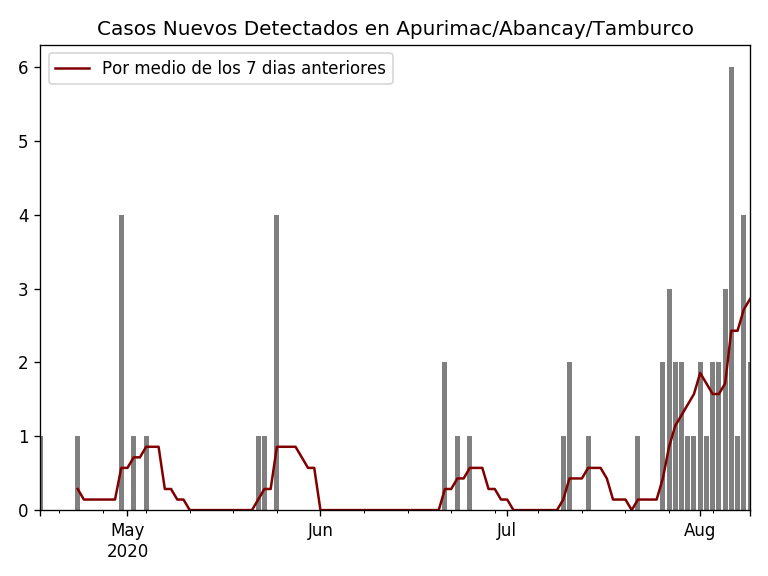 Casos Nuevos Detectados en Apurimac/Abancay/Tamburco
Por medio de los 7 dias anteriores
6
5
4
3
2
1
0
May
2020
Jun
Jul
Aug